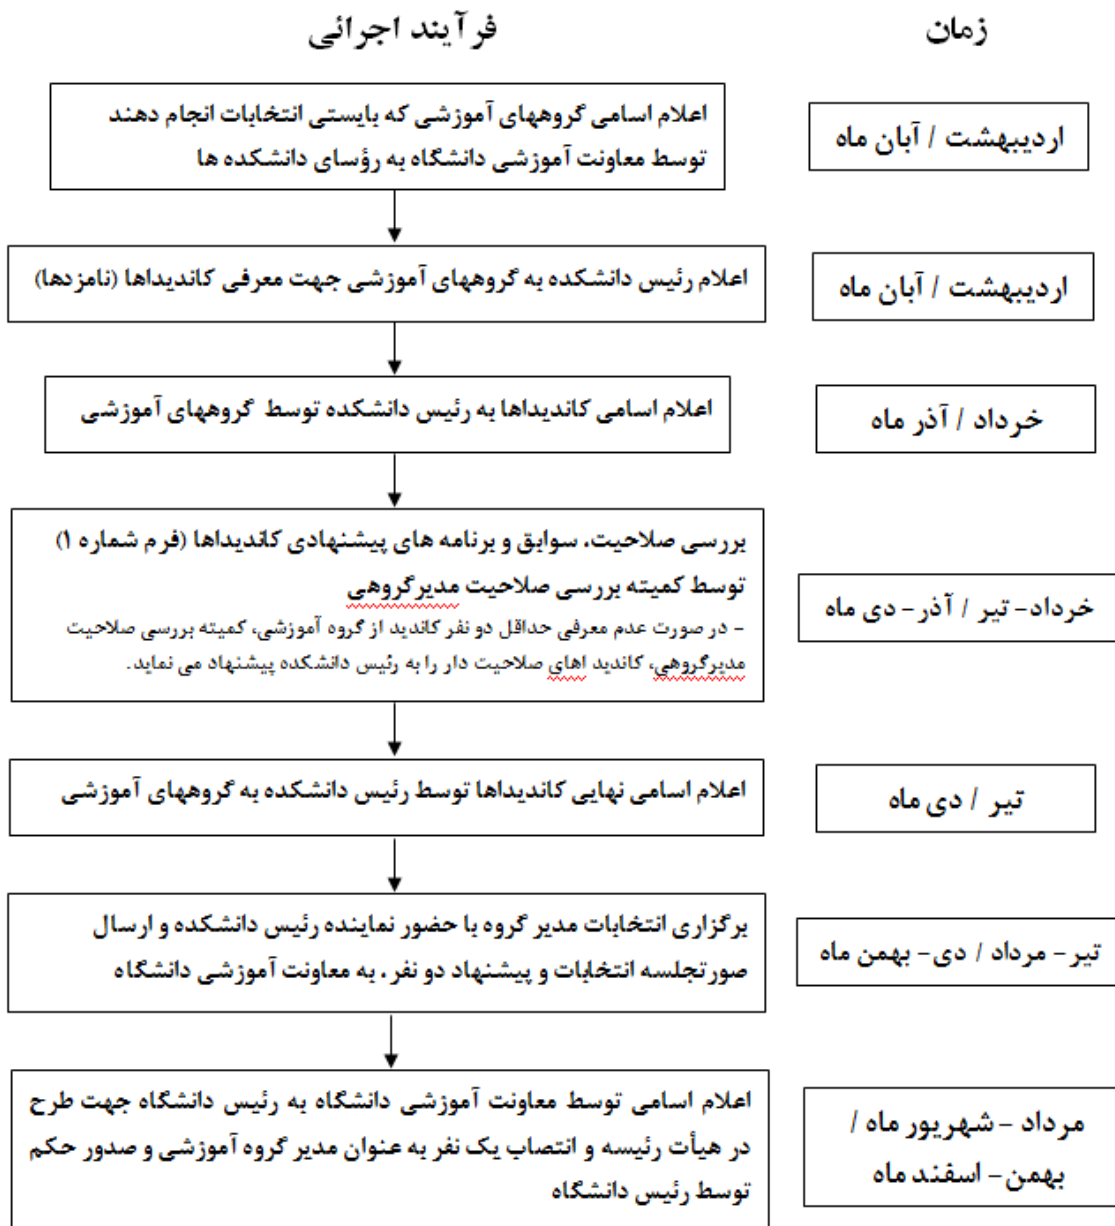 زمان
فرآیند اجرائی
اردیبهشت / آبان ماه
اعلام اسامی گروههای آموزشی که بایستی انتخابات انجام دهند
توسط معاونت آموزشی دانشگاه به رؤسای دانشکده ها
اردیبهشت / آبان ماه
اعلام رئیس دانشکده به گروههای آموزشی جهت معرفی کاندیداها (نامزدها)
خرداد / آذر ماه
اعلام اسامی کاندیداها به رئیس دانشکده توسط گروههای آموزشی
خرداد- تیر / آذر- دی ماه
بررسی صلاحیت، سوابق و برنامه های پیشنهادی کاندیداها (فرم شماره ۱)
توسط کمیته بررسی صلاحیت مدیرگروهی
- در صورت عدم معرفی حداقل دو نفر کاندید از گروه آموزشی، کمیته بررسی صلاحیت
مدیرگروهی، کاندید اهای صلاحیت دار را به رئیس دانشکده پیشنهاد می نماید.
تیر / دی ماه
اعلام اسامی نهایی کاندیداها توسط رئیس دانشکده به گروههای آموزشی
تیر- مرداد / دی- بهمن ماه
برگزاری انتخابات مدیر گروه با حضور نماینده رئیس دانشکده و ارسال
صورتجلسه انتخابات و پیشنهاد دو نفر، به معاونت آموزشی دانشگاه
مرداد - شهریور ماه /
بهمن- اسفند ماه
اعلام اسامی توسط معاونت آموزشی دانشگاه به رئیس دانشگاه جهت طرح
در هیأت رئیسه و انتصاب یک نفر به عنوان مدیر گروه آموزشی و صدور حکم
توسط رئیس دانشگاه